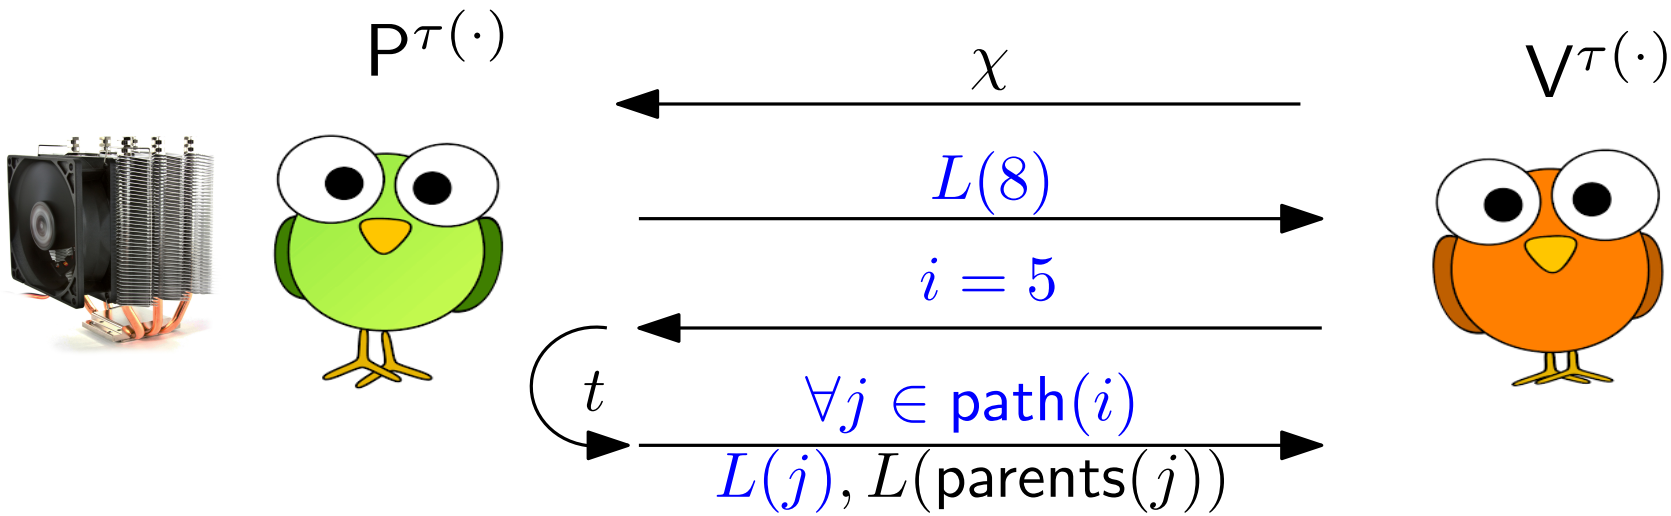 P^τ(·)
V^τ(·)
χ
L(8)
i = 5
t
∀j ∈ path(i)
L(j), L(parents(j))